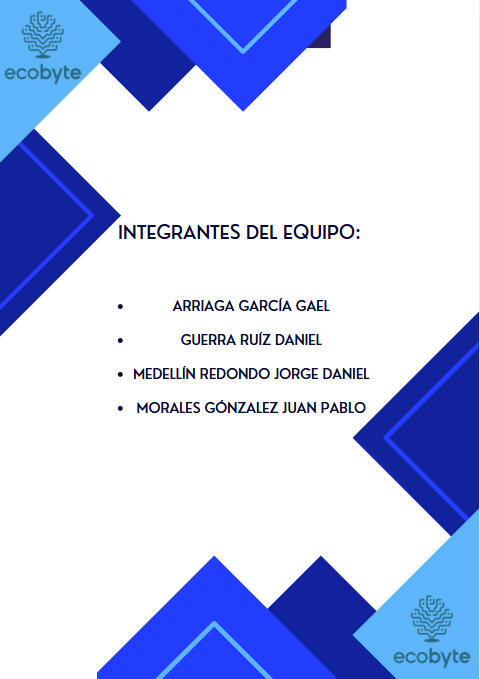 ecobyte
INTEGRANTES DEL EQUIPO:
• ARRIAGA GARCÍA GAEL
• GUERRA RUÍZ DANIEL
• MEDELLÍN REDONDO JORGE DANIEL
• MORALES GÓNZALEZ JUAN PABLO
ecobyte